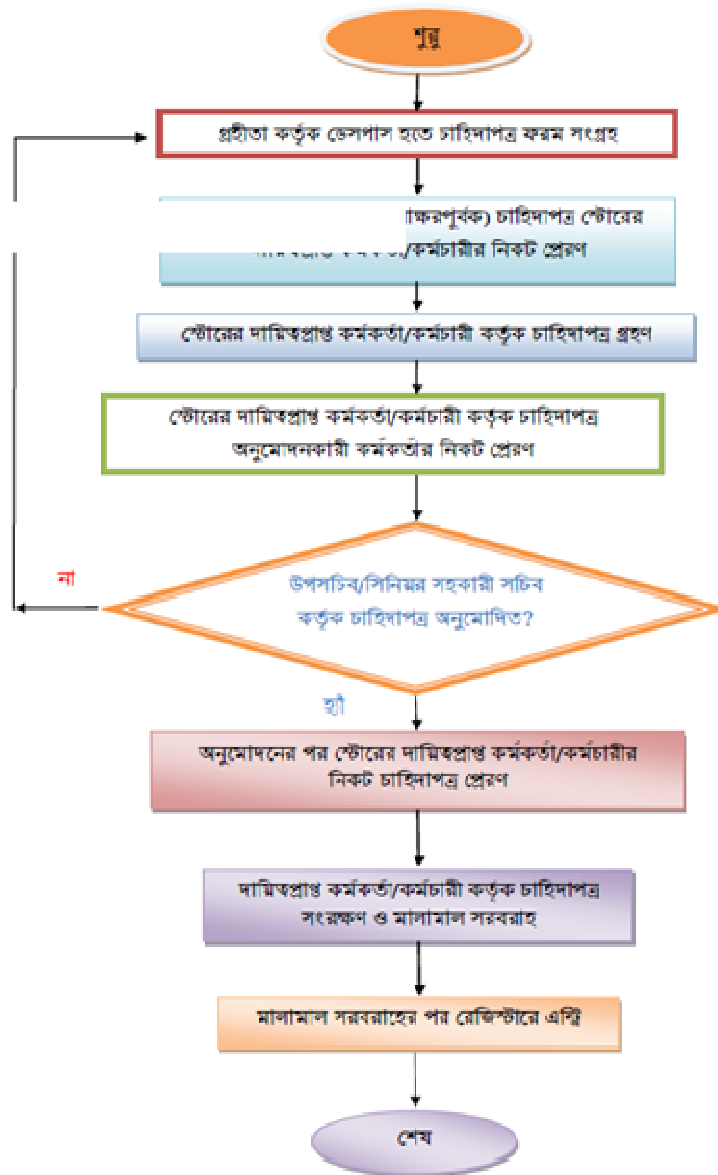 শুরু
গ্রহীতা কর্তৃক ডেসপাস হতে চাহিদাপত্র ফরম সংগ্রহ
চাহিদাপত্র স্টোরের
কর্মকর্তা/কর্মচারীর নিকট প্রেরণ
স্টোরের দায়িত্বপ্রাপ্ত কর্মকর্তা/কর্মচারী কর্তৃক চাহিদাপত্র গ্রহণ
স্টোরের দায়িত্বপ্রাপ্ত কর্মকর্তা/কর্মচারী কর্তৃক চাহিদাপত্র
অনুমোদনকারী কর্মকর্তার নিকট প্রেরণ
না
উপসচিব/সিনিয়র সহকারী সচিব
কর্তৃক চাহিদাপত্র অনুমোদিত?
হ্যাঁ
অনুমোদনের পর স্টোরের দায়িত্বপ্রাপ্ত কর্মকর্তা/কর্মচারীর
নিকট চাহিদাপত্র প্রেরণ
দায়িত্বপ্রাপ্ত কর্মকর্তা/কর্মচারী কর্তৃক চাহিদাপত্র
সংরক্ষণ ও মালামাল সরবরাহ
মালামাল সরবরাহের পর রেজিস্টারে এন্ট্রি
শেষ